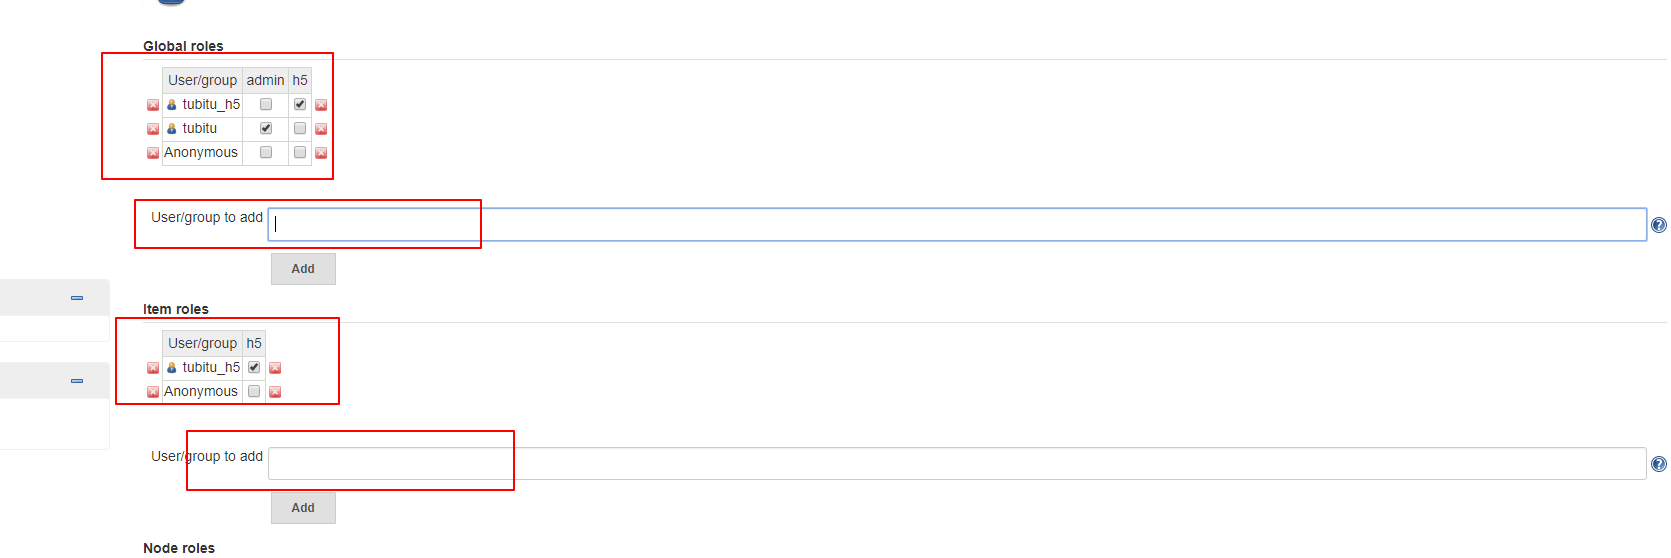 Global roles
User/group admin h5
tubitu_h5
tubitu
Anonymous
User/group to add
Add
Item roles
User/group h5
tubitu_h5
Anonymous
User/group to add
Add
Node roles